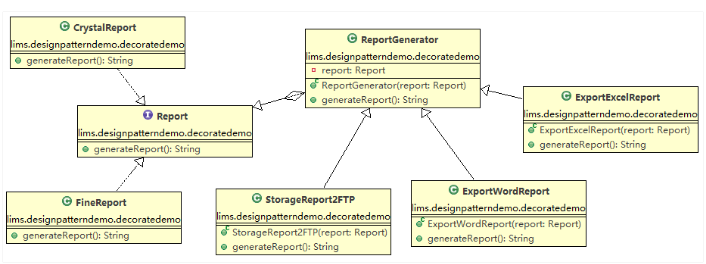 CrystalReport
lims.designpatterndemo.decoratedemo
generateReport(): String
ReportGenerator
lims.designpatterndemo.decoratedemo
report: Report
ReportGenerator(report: Report)
generateReport(): String
Report
lims.designpatterndemo.decoratedemo
generateReport(): String
ExportExcelReport
lims.designpatterndemo.decoratedemo
ExportExcelReport(report: Report)
generateReport(): String
FineReport
lims.designpatterndemo.decoratedemo
generateReport(): String
StorageReport2FTP
lims.designpatterndemo.decoratedemo
StorageReport2FTP(report: Report)
generateReport(): String
ExportWordReport
lims.designpatterndemo.decoratedemo
ExportWordReport(report: Report)
generateReport(): String